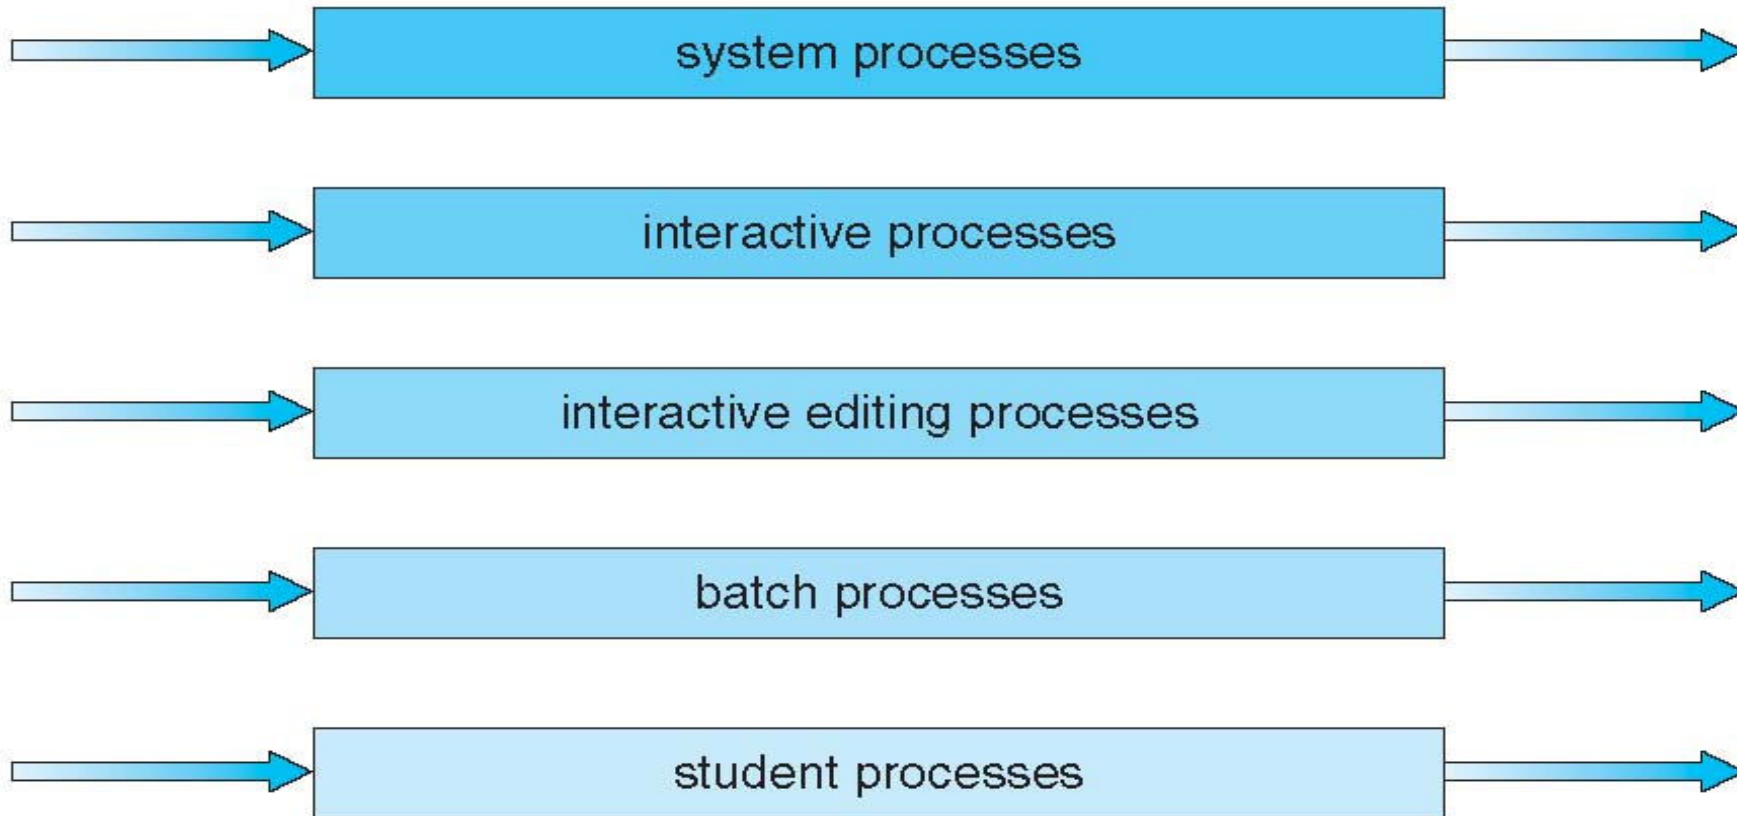 system processes
interactive processes
interactive editing processes
batch processes
student processes